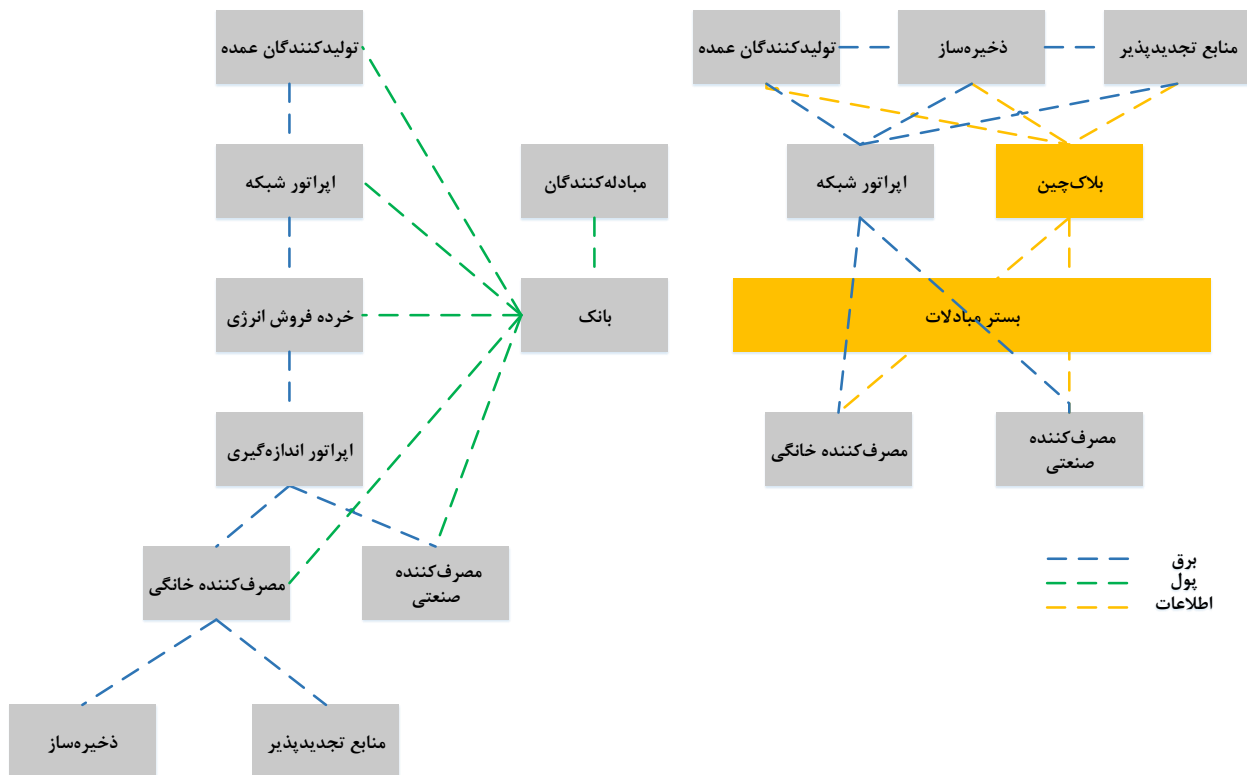 تولیدکنندگان عمده
اپراتور شبکه
مبادله‌کنندگان
خرده فروش انرژی
بانک
اپراتور اندازه‌گیری
مصرف‌کننده خانگی
مصرف‌کننده
صنعتی
ذخیره‌ساز
منابع تجدیدپذیر
تولیدکنندگان عمده
ذخیره‌ساز
منابع تجدیدپذیر
اپراتور شبکه
بلاک‌چین
بستر مبادلات
مصرف‌کننده خانگی
مصرف‌کننده
صنعتی
برق
پول
اطلاعات